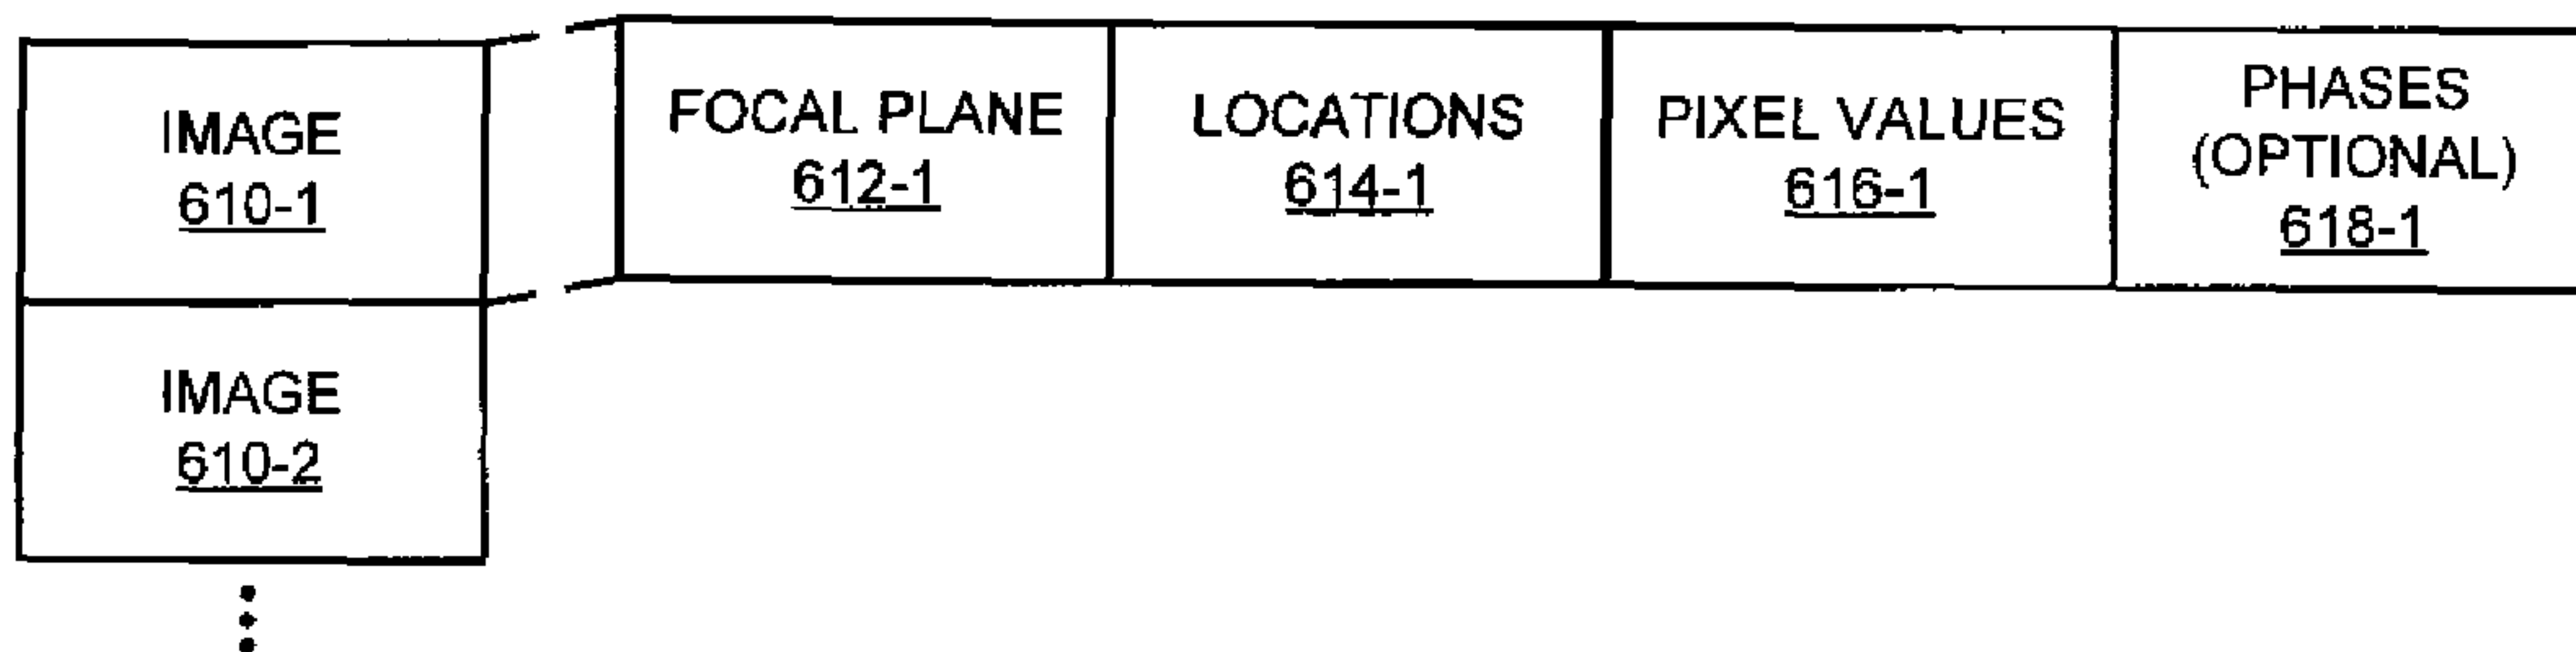 IMAGE
610-1
FOCAL PLANE
612-1
LOCATIONS
614-1
PIXEL VALUES
616-1
PHASES
(OPTIONAL)
618-1
IMAGE
610-2